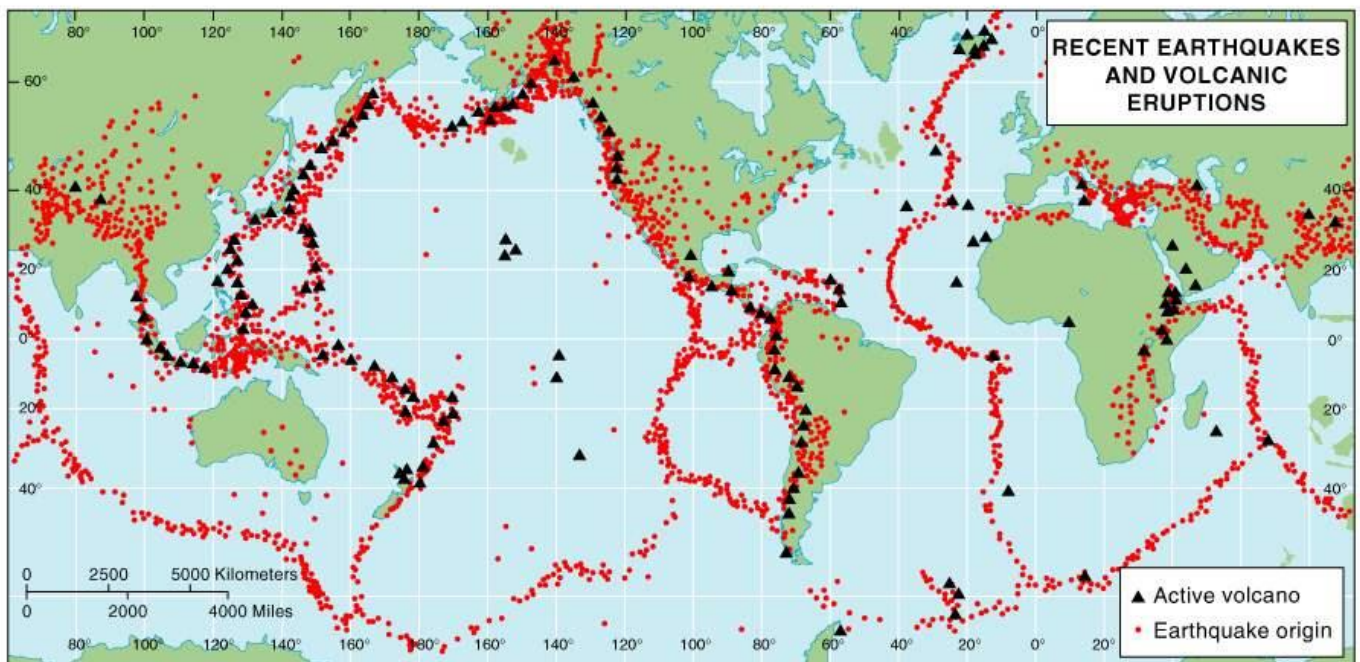 80° 100° 120° 140° 160° 180° 160° 140° 120° 100° 80° 60° 40° 0°
RECENT EARTHQUAKES
AND VOLCANIC
ERUPTIONS
60°
40° 40°
20° 20°
0° 0°
20° 20°
40° 40°
0 2500 5000 Kilometers
0 2000 4000 Miles
Active volcano
Earthquake origin
80° 100° 120° 140° 160° 180° 160° 140° 120° 100° 80° 60° 40° 20° 0° 20°